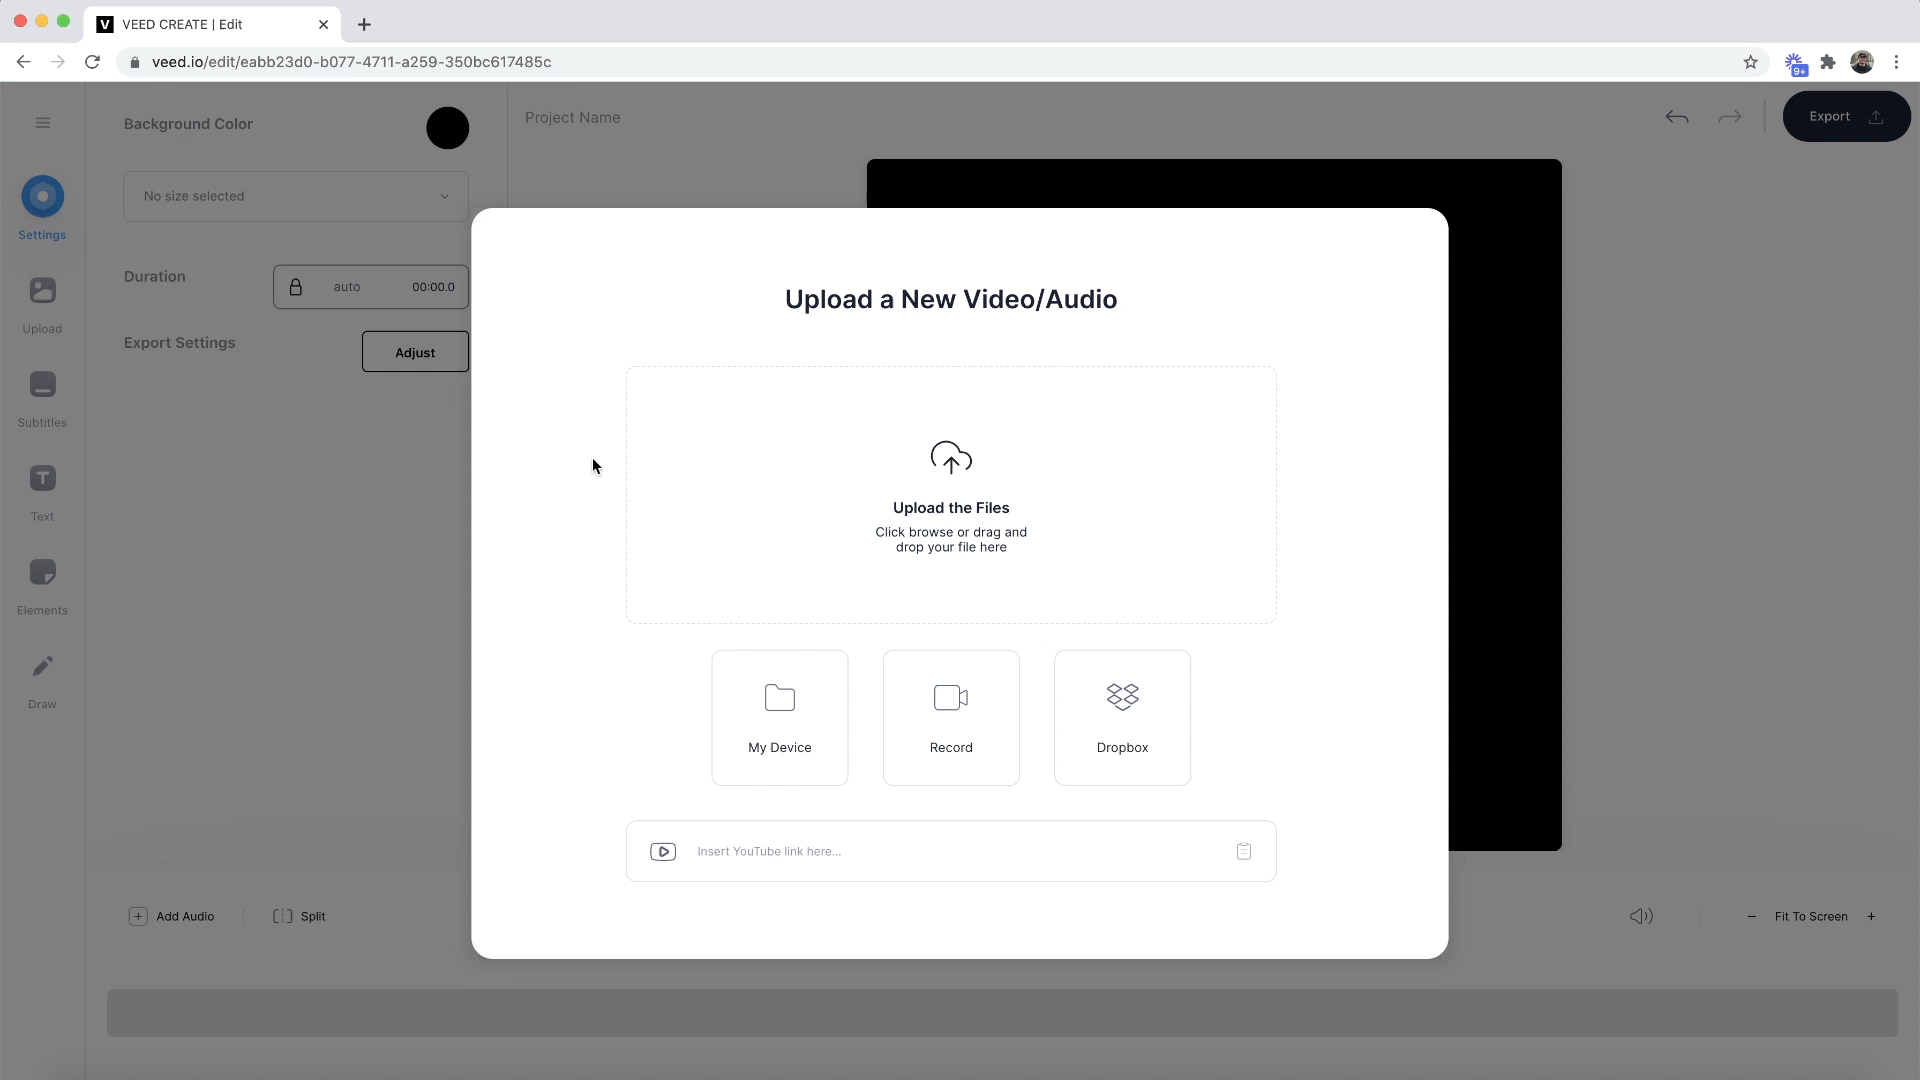 V VEED CREATE | Edit
veed.io/edit/eabb23d0-b077-4711-a259-350bc617485c
9+
Background Color
Project Name
Export
No size selected
Settings
Duration
auto
00:00.0
Upload
Export Settings
Adjust
Subtitles
T
Text
Elements
Draw
Upload a New Video/Audio
Upload the Files
Click browse or drag and
drop your file here
My Device
Record
Dropbox
Insert YouTube link here...
Add Audio
Split
Fit To Screen